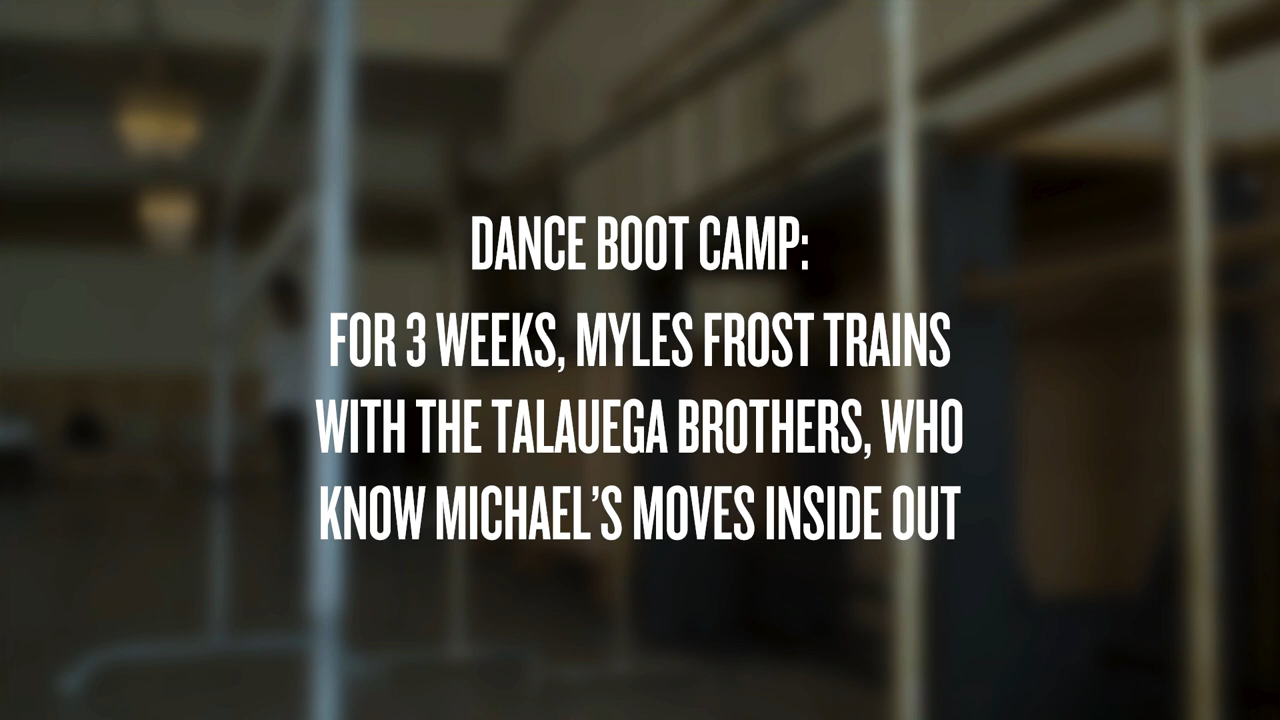 DANCE BOOT CAMP:
FOR 3 WEEKS, MYLES FROST TRAINS
WITH THE TALAUEGA BROTHERS, WHO
KNOW MICHAEL’S MOVES INSIDE OUT